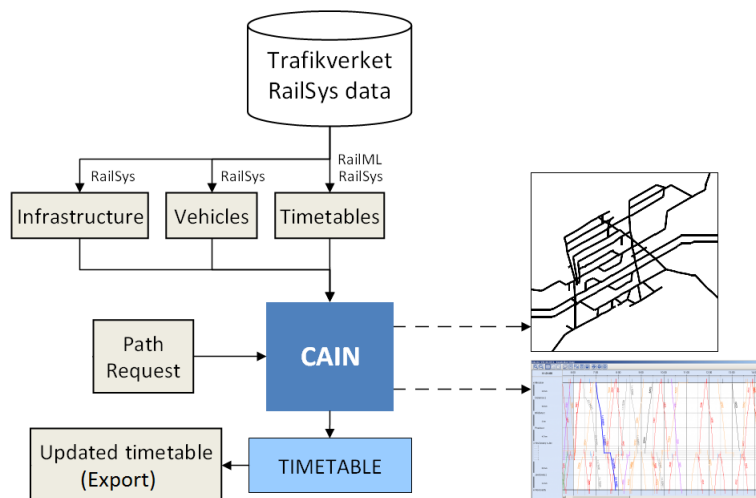 Trafikverket
RailSys data
RailSys
RailSys
RailML
RailSys
Infrastructure
Vehicles
Timetables
Path
Request
CAIN
Updated timetable
(Export)
TIMETABLE